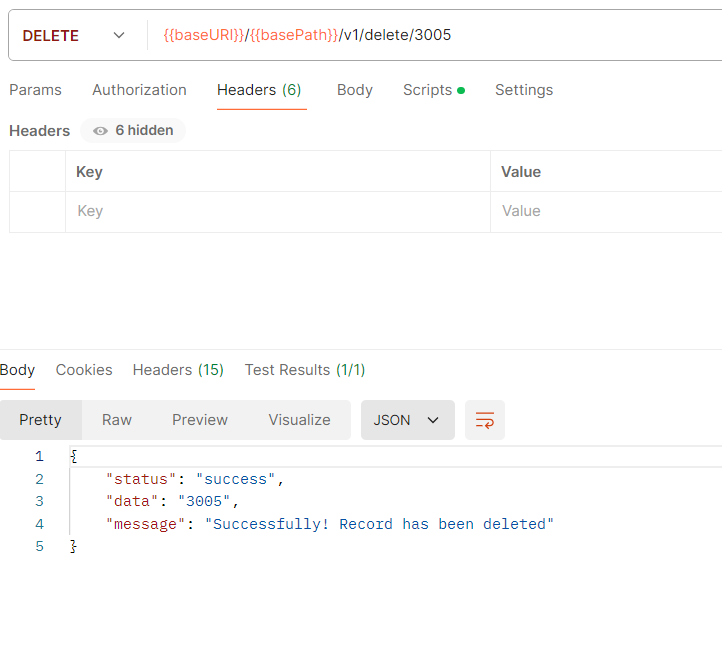 DELETE {{baseURI}}/{{basePath}}/v1/delete/3005
Params Authorization Headers (6) Body Scripts Settings
Headers 6 hidden
Key Value
Key Value
Body Cookies Headers (15) Test Results (1/1)
Pretty Raw Preview Visualize JSON
1 {
2 "status": "success",
3 "data": "3005",
4 "message": "Successfully! Record has been deleted"
5 }